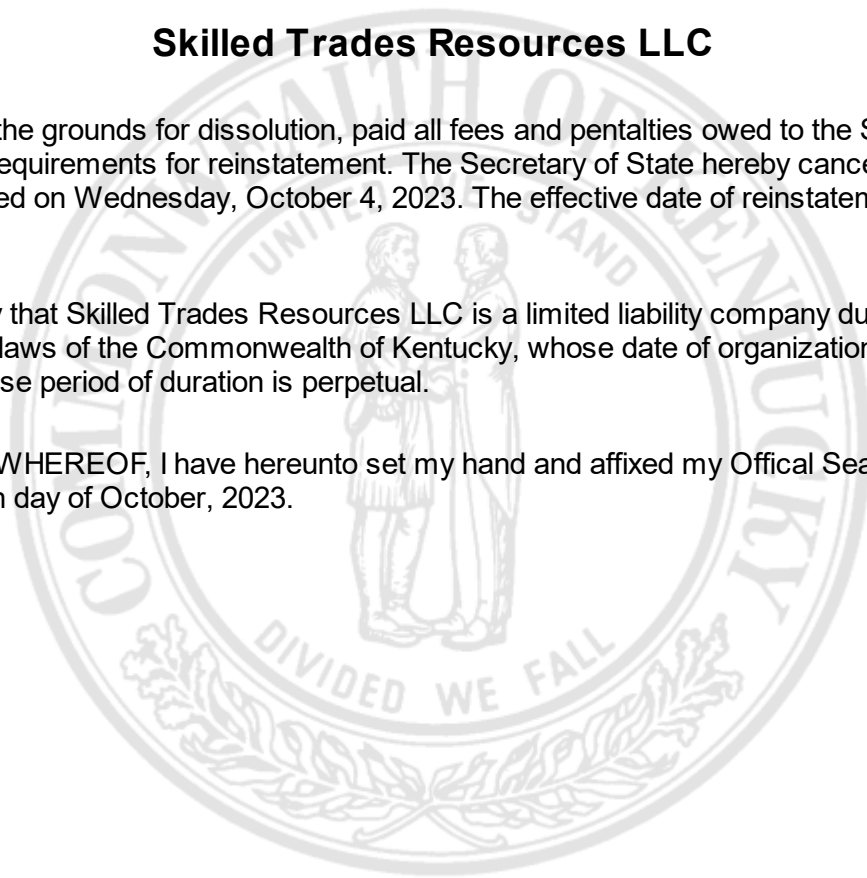 Skilled Trades Resources LLC
the grounds for dissolution, paid all fees and pentalties owed to the S
equirements for reinstatement. The Secretary of State hereby cance
ed on Wednesday, October 4, 2023. The effective date of reinstatem
y that Skilled Trades Resources LLC is a limited liability company du
laws of the Commonwealth of Kentucky, whose date of organization
se period of duration is perpetual.
WHEREOF, I have hereunto set my hand and affixed my Offical Sea
h day of October, 2023.
COMMONWEALTH OF KENTUCKY
UNITED WE STAND
DIVIDED WE FALL